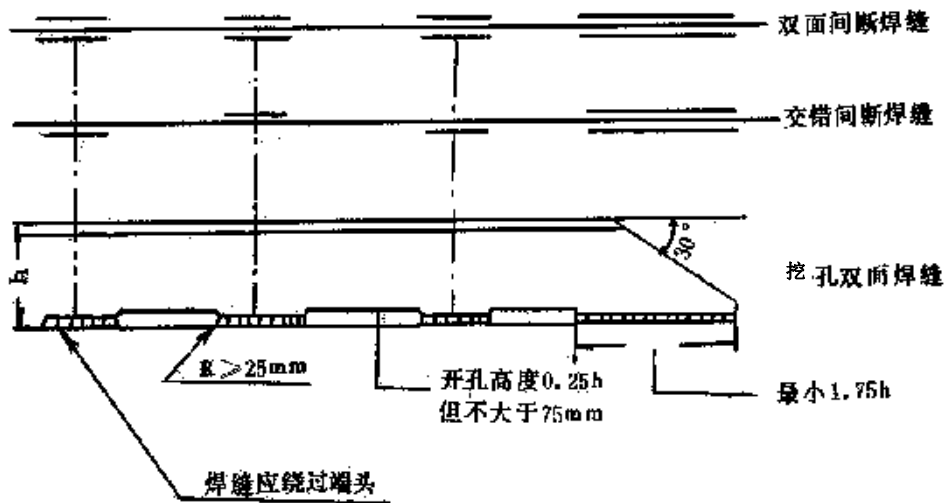 双面间断焊缝
交错间断焊缝
30°
h
挖孔双面焊缝
R≥25mm
开孔高度0.25h
但不大于75mm
最小1.75h
焊缝应绕过端头